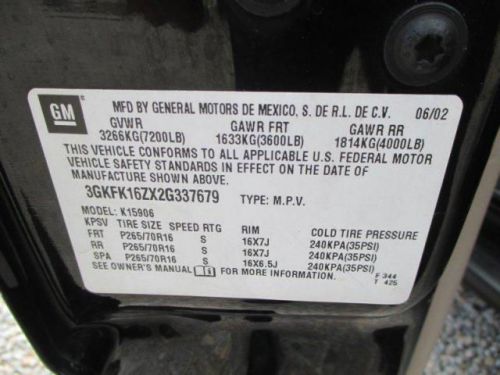 GM
MFD BY GENERAL MOTORS DE MEXICO, S. DE R.L. DE C.V. 06/02
GVWR GAWR FRT GAWR RR
3266KG(7200LB) 1633KG(3600LB) 1814KG(4000LB)
THIS VEHICLE CONFORMS TO ALL APPLICABLE U.S. FEDERAL MOTOR
VEHICLE SAFETY STANDARDS IN EFFECT ON THE DATE OF
MANUFACTURE SHOWN ABOVE.
3GKFK16ZX2G337679 TYPE: M.P.V.
MODEL: K15906
KPSV TIRE SIZE SPEED RTG RIM COLD TIRE PRESSURE
FRT P265/70R16 S 16X7J 240KPA(35PSI)
RR P265/70R16 S 16X7J 240KPA(35PSI)
SPA P265/70R16 S 16X6.5J 240KPA(35PSI)
SEE OWNER'S MANUAL FOR MORE INFORMATION. F 344
T 425